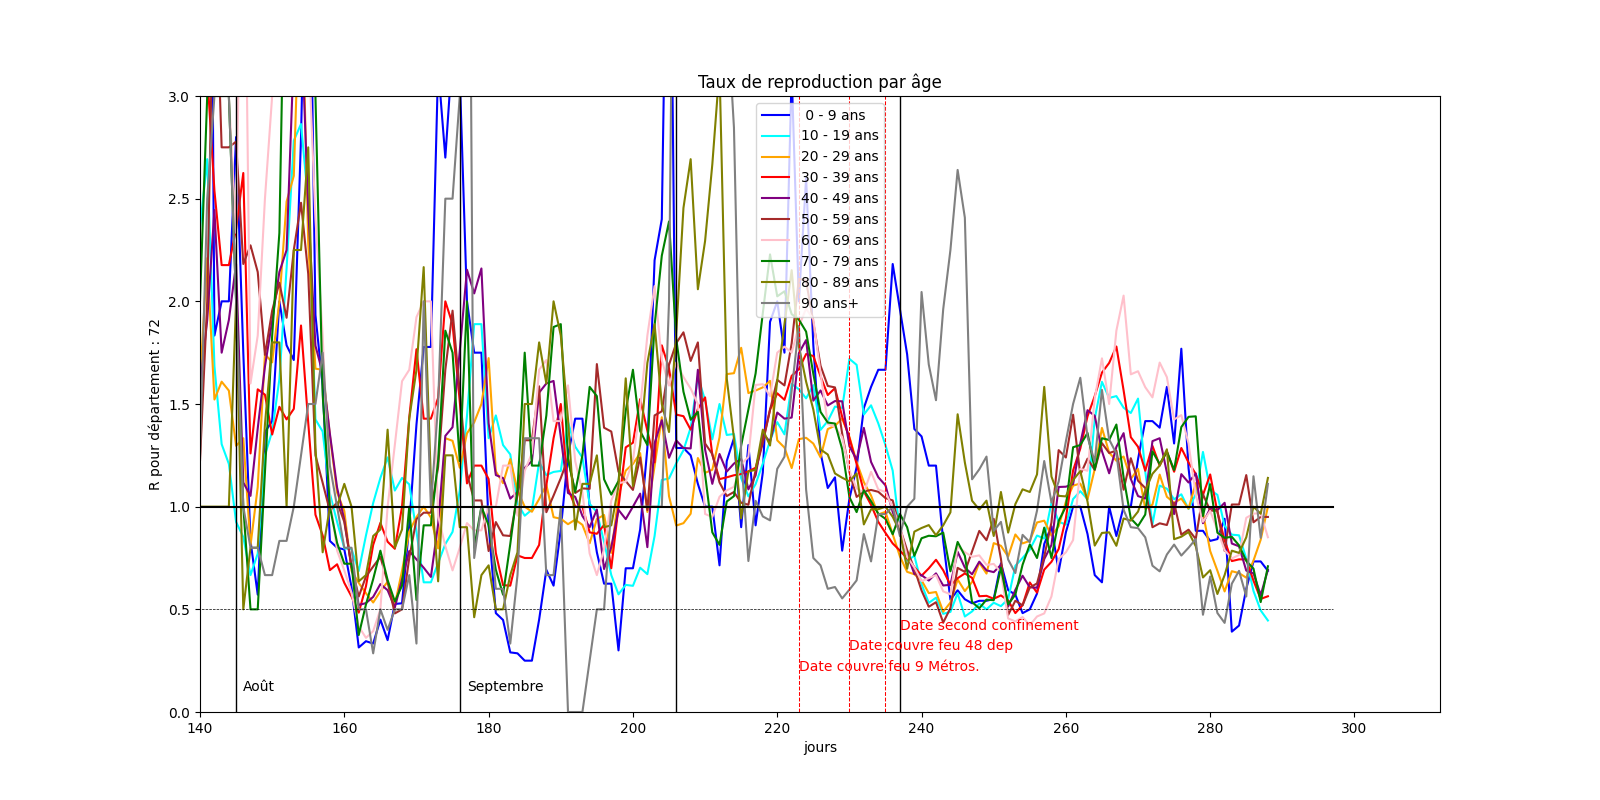 Taux de reproduction par âge
R pour département : 72
3.0
2.5
2.0
1.5
1.0
0.5
0.0
0 - 9 ans
10 - 19 ans
20 - 29 ans
30 - 39 ans
40 - 49 ans
50 - 59 ans
60 - 69 ans
70 - 79 ans
80 - 89 ans
90 ans+
Date second confinement
Date couvre feu 48 dep
Date couvre feu 9 Métros.
Août
Septembre
140 160 180 200 220 240 260 280 300
jours